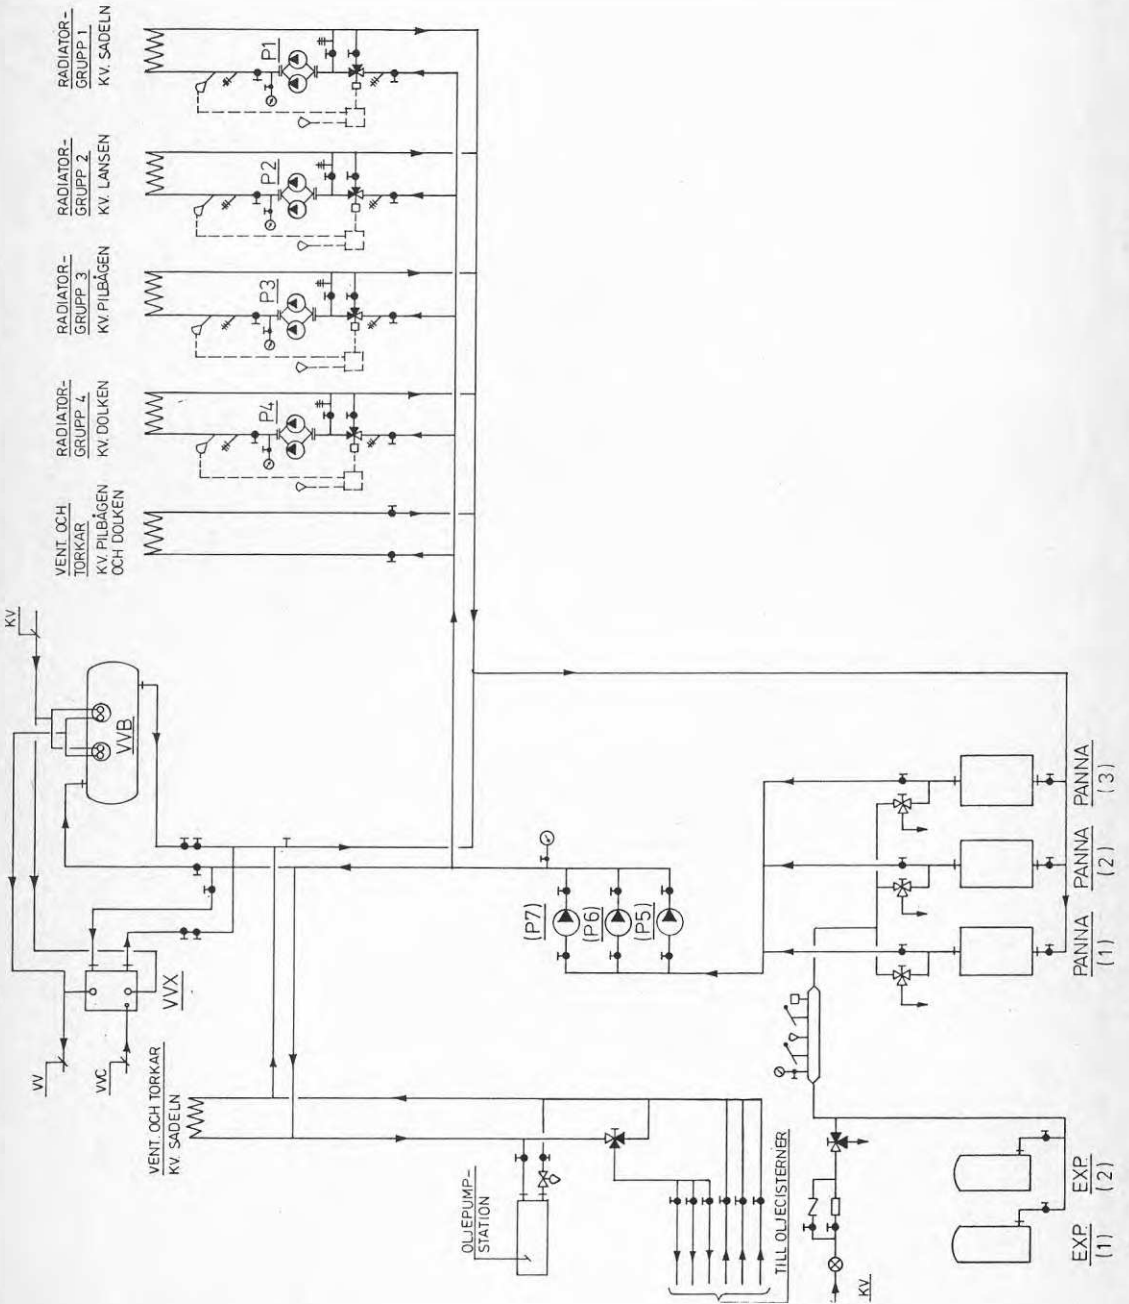 RADIATOR-
GRUPP 1
KV. SADELN
P1
RADIATOR-
GRUPP 2
KV. LANSEN
P2
RADIATOR-
GRUPP 3
KV. PILBÅGEN
P3
RADIATOR-
GRUPP 4
KV. DOLKEN
P4
VENT. OCH
TORKAR
KV. PILBÅGEN
OCH DOLKEN
KV
VVB
VVX
VV
VVC
VENT. OCH TORKAR
KV. SADELN
(P7)
(P6)
(P5)
PANNA
(3)
PANNA
(2)
PANNA
(1)
OLJEPUMP-
STATION
TILL OLJECISTERNER
KV
EXP.
(2)
EXP.
(1)